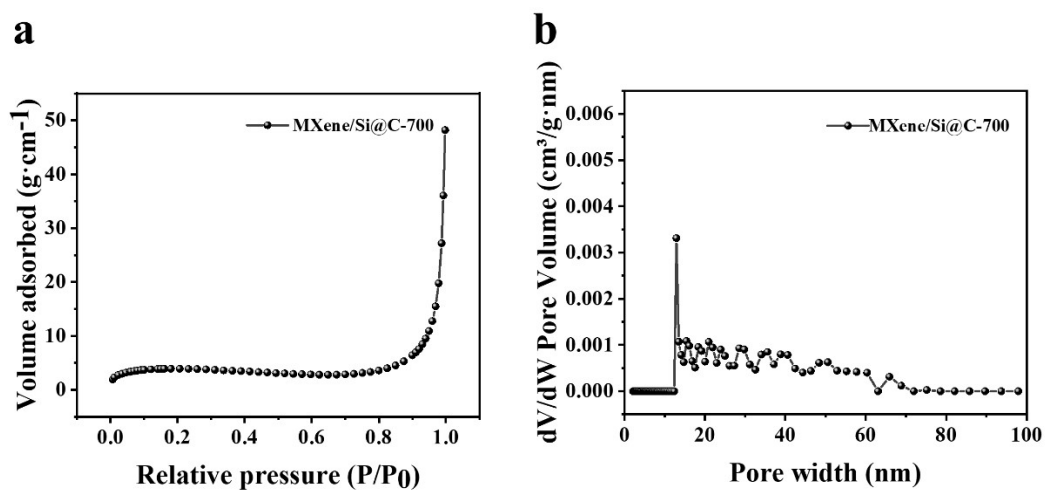 a
MXene/Si@C-700
Volume adsorbed (g·cm⁻¹)
50
40
30
20
10
0
0.0 0.2 0.4 0.6 0.8 1.0
Relative pressure (P/P0)
b
MXene/Si@C-700
dV/dW Pore Volume (cm³/g·nm)
0.006
0.005
0.004
0.003
0.002
0.001
0.000
0 20 40 60 80 100
Pore width (nm)